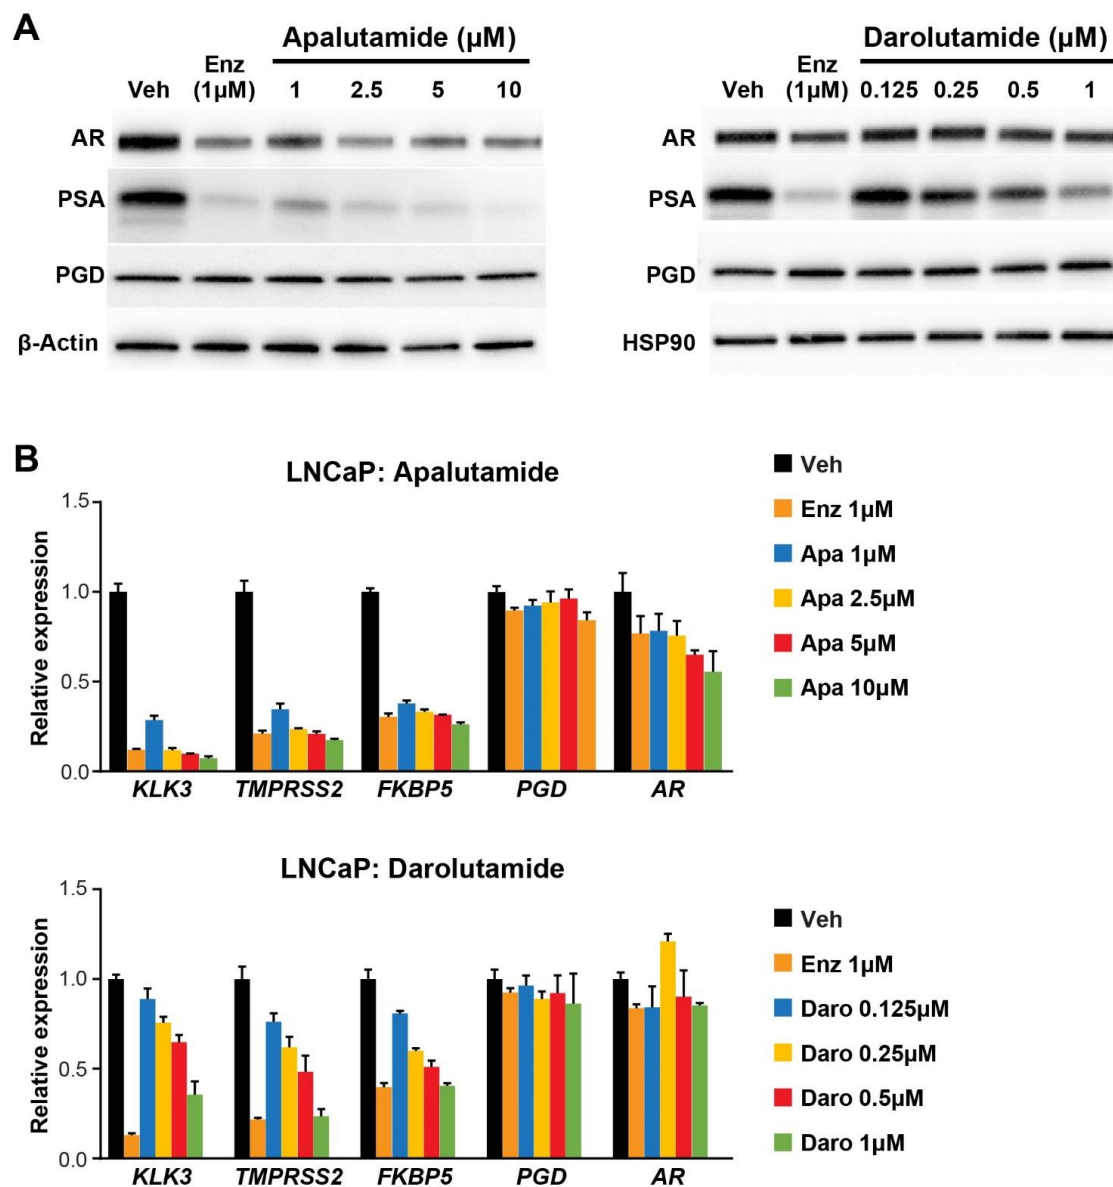 A
Apalutamide (µM)
Veh
Enz
(1µM)
1
2.5
5
10
AR
PSA
PGD
β-Actin
Darolutamide (µM)
Veh
Enz
(1µM)
0.125
0.25
0.5
1
AR
PSA
PGD
HSP90
B
LNCaP: Apalutamide
Relative expression
1.5
1.0
0.5
0.0
KLK3
TMPRSS2
FKBP5
PGD
AR
Veh
Enz 1µM
Apa 1µM
Apa 2.5µM
Apa 5µM
Apa 10µM
LNCaP: Darolutamide
Relative expression
1.5
1.0
0.5
0.0
KLK3
TMPRSS2
FKBP5
PGD
AR
Veh
Enz 1µM
Daro 0.125µM
Daro 0.25µM
Daro 0.5µM
Daro 1µM